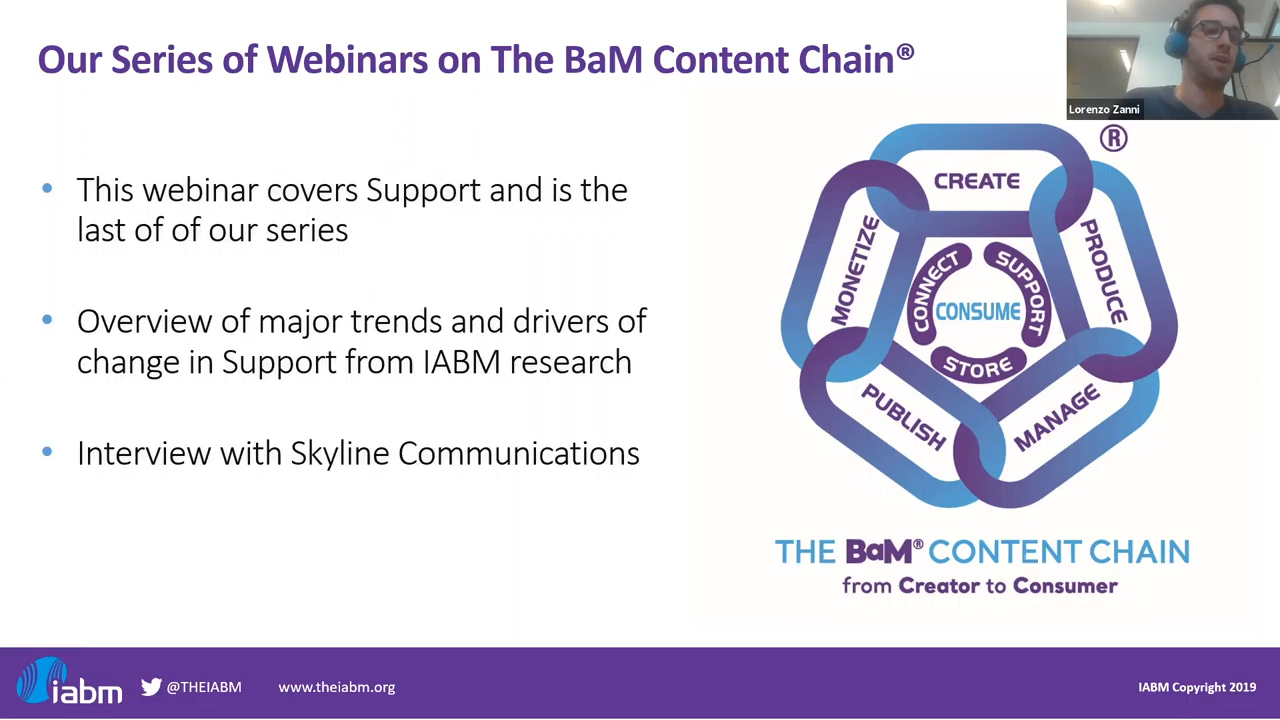 Our Series of Webinars on The BaM Content Chain®
Lorenzo Zanni
This webinar covers Support and is the
last of of our series
Overview of major trends and drivers of
change in Support from IABM research
Interview with Skyline Communications
®
CREATE
PRODUCE
MANAGE
PUBLISH
MONETIZE
CONNECT
SUPPORT
STORE
CONSUME
THE BaM® CONTENT CHAIN
from Creator to Consumer
iabm
@THEIABM
www.theiabm.org
IABM Copyright 2019